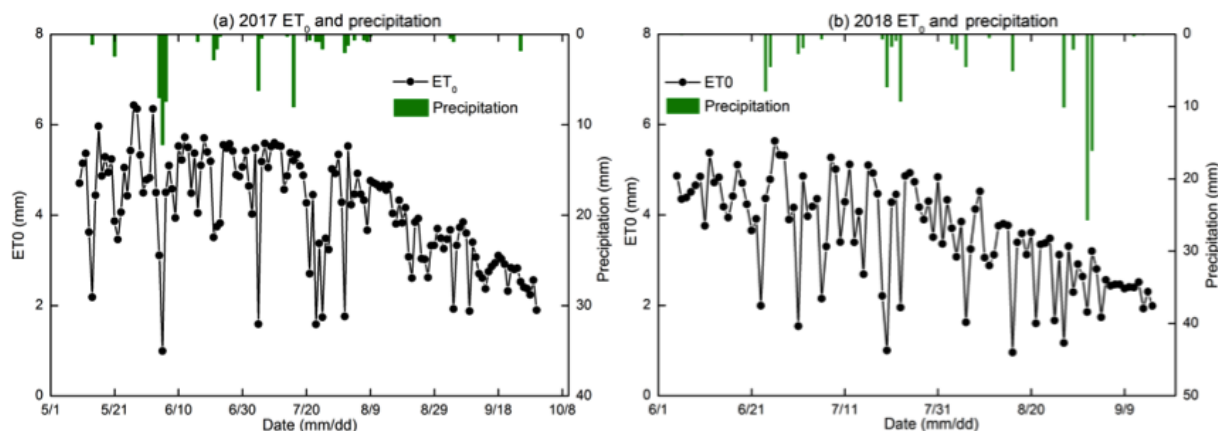 (a) 2017 ET₀ and precipitation
8
6
4
2
0
ET0 (mm)
0
10
20
30
40
Precipitation (mm)
ET₀
Precipitation
5/1 5/21 6/10 6/30 7/20 8/9 8/29 9/18 10/8
Date (mm/dd)
(b) 2018 ET₀ and precipitation
8
6
4
2
0
ET0 (mm)
0
10
20
30
40
50
Precipitation (mm)
ET0
Precipitation
6/1 6/21 7/11 7/31 8/20 9/9
Date (mm/dd)